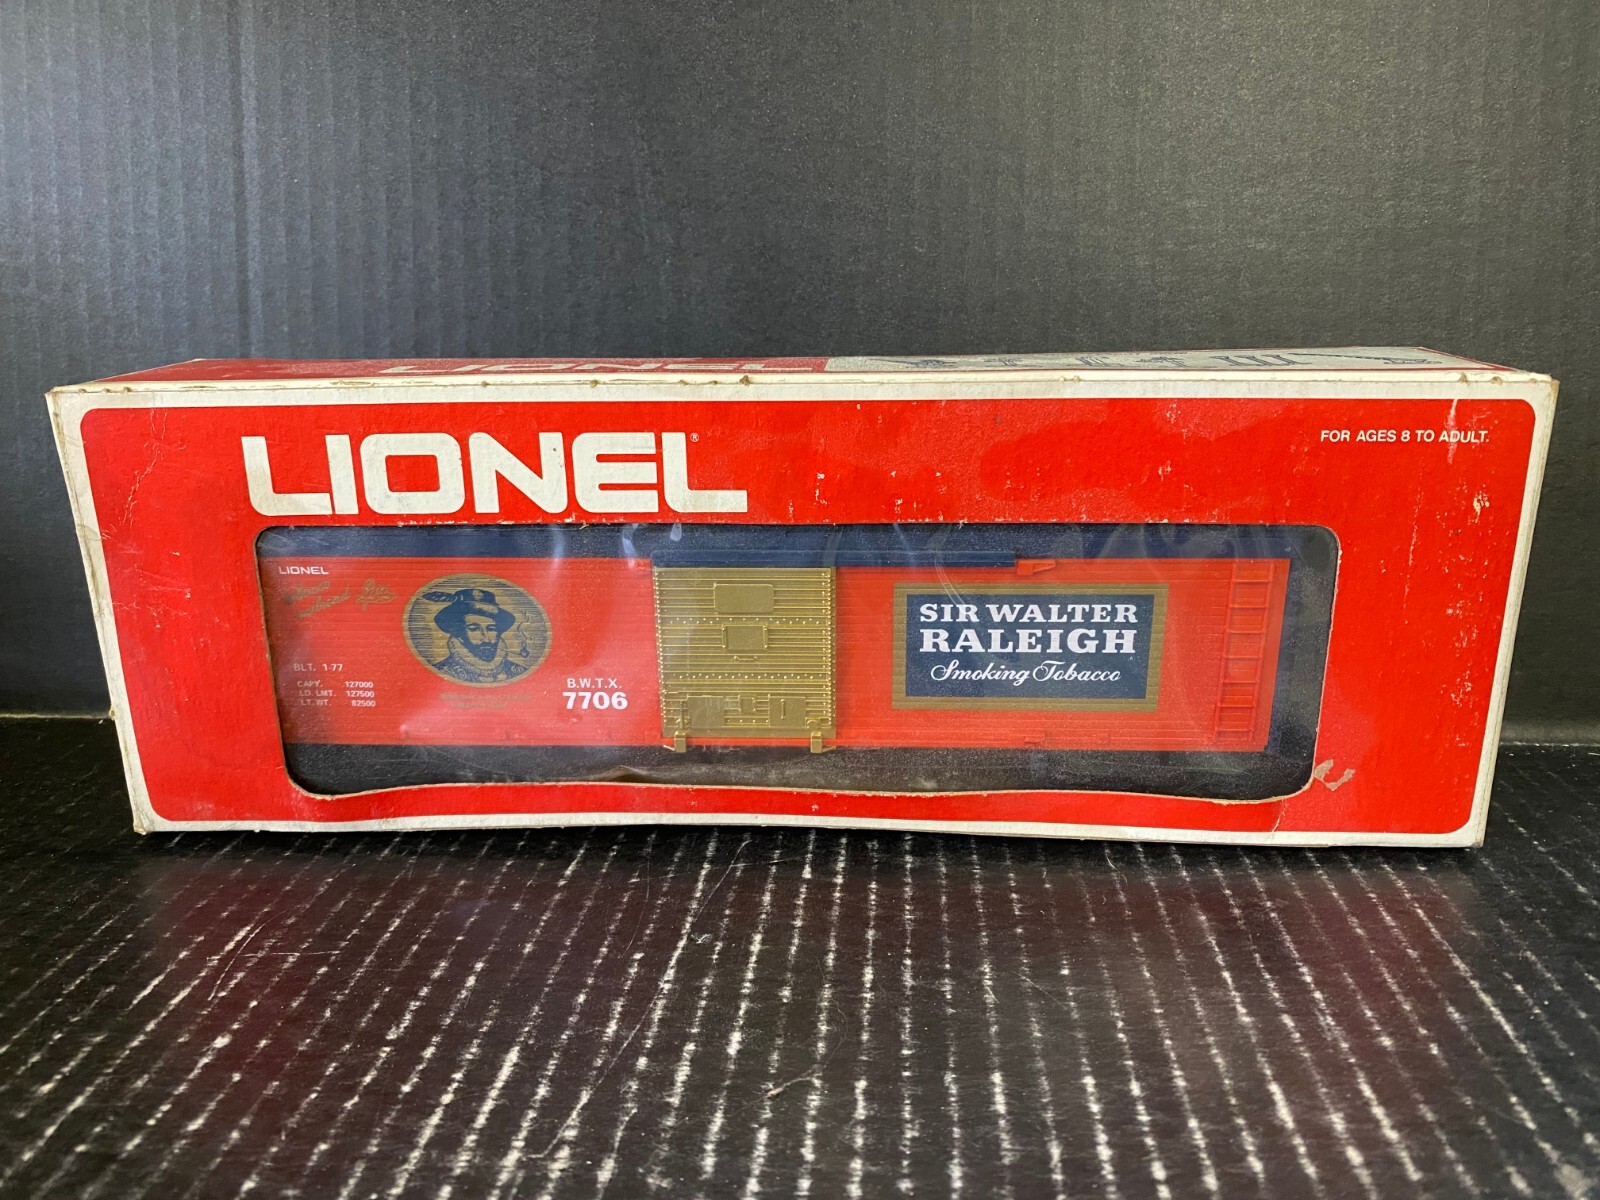 LIONEL
LIONEL®
FOR AGES 8 TO ADULT.
LIONEL
BLT. 1-77
CAPY. 127000
LD. LMT. 127500
LT. WT. 82500
B.W.T.X.
7706
SIR WALTER
RALEIGH
Smoking Tobacco